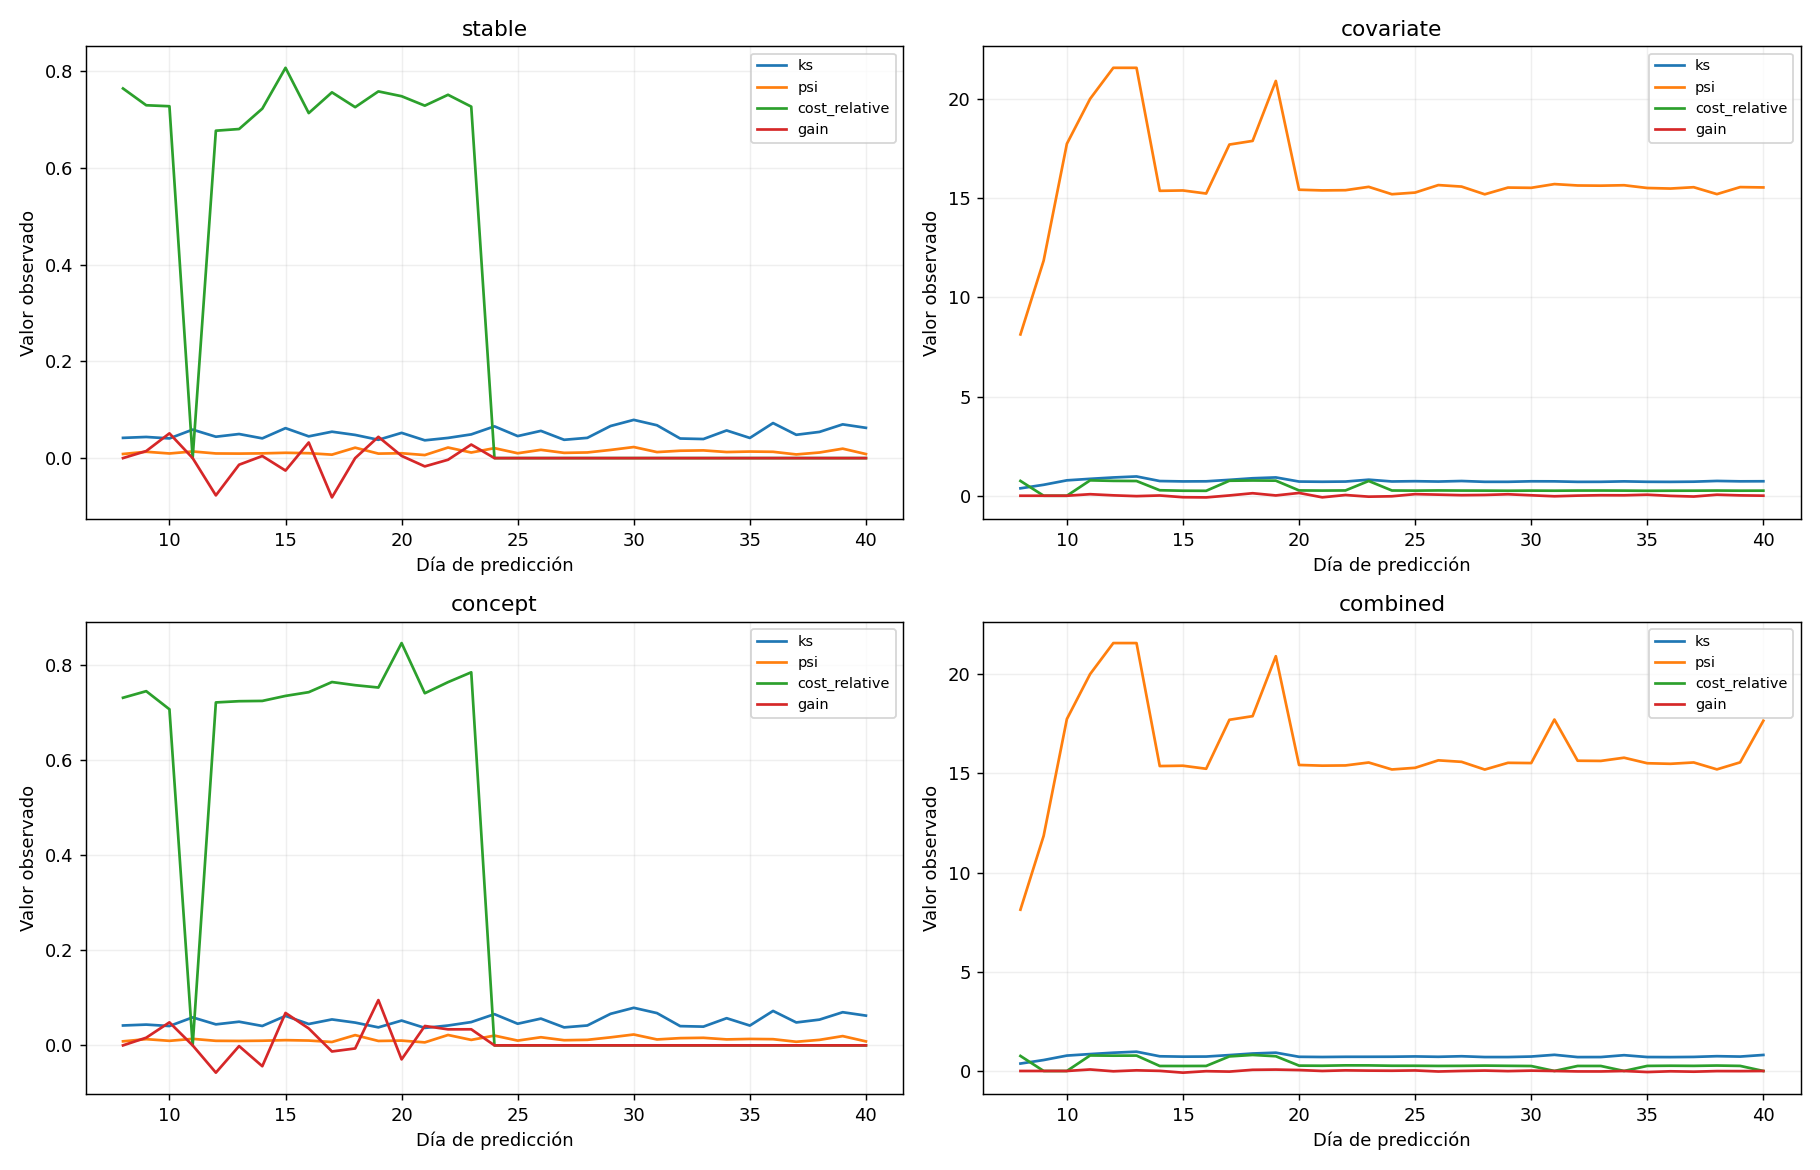 stable
ks
psi
cost_relative
gain
Valor observado
0.8
0.6
0.4
0.2
0.0
10 15 20 25 30 35 40
Día de predicción
covariate
ks
psi
cost_relative
gain
Valor observado
20
15
10
5
0
10 15 20 25 30 35 40
Día de predicción
concept
ks
psi
cost_relative
gain
Valor observado
0.8
0.6
0.4
0.2
0.0
10 15 20 25 30 35 40
Día de predicción
combined
ks
psi
cost_relative
gain
Valor observado
20
15
10
5
0
10 15 20 25 30 35 40
Día de predicción